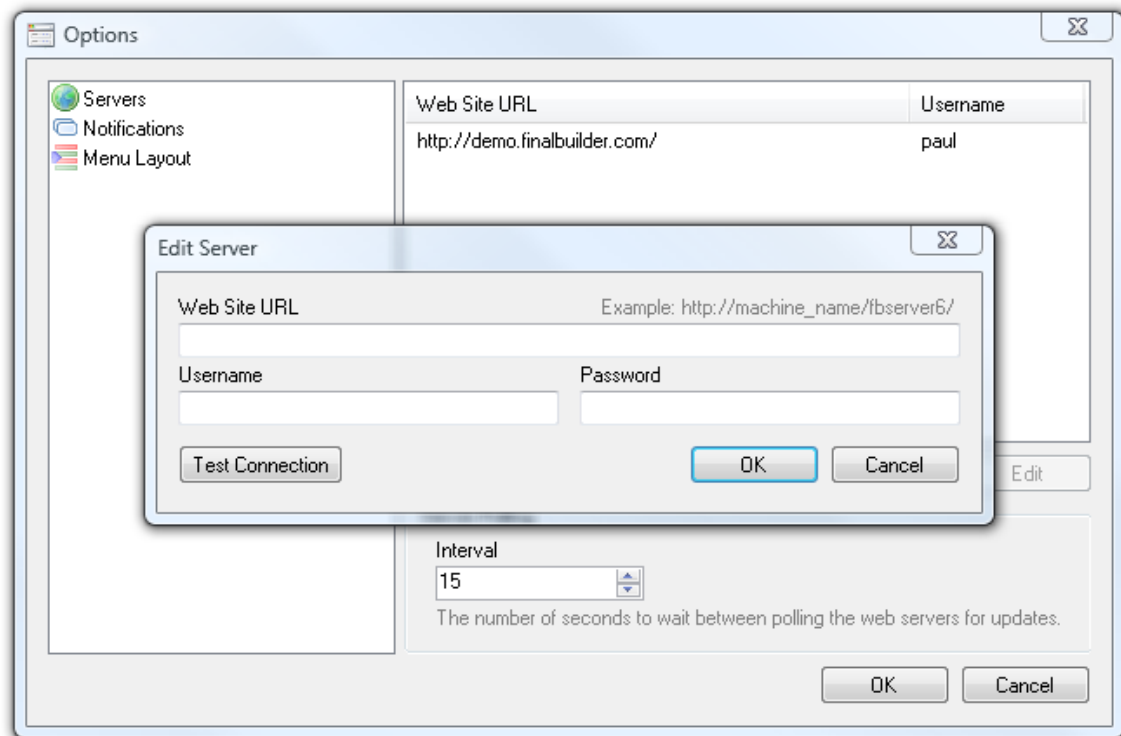 Options
Servers
Notifications
Menu Layout
Web Site URL Username
http://demo.finalbuilder.com/ paul
Edit Server
Web Site URL Example: http://machine_name/fbserver6/
Username Password
Test Connection OK Cancel
Edit
Interval
15
The number of seconds to wait between polling the web servers for updates.
OK Cancel